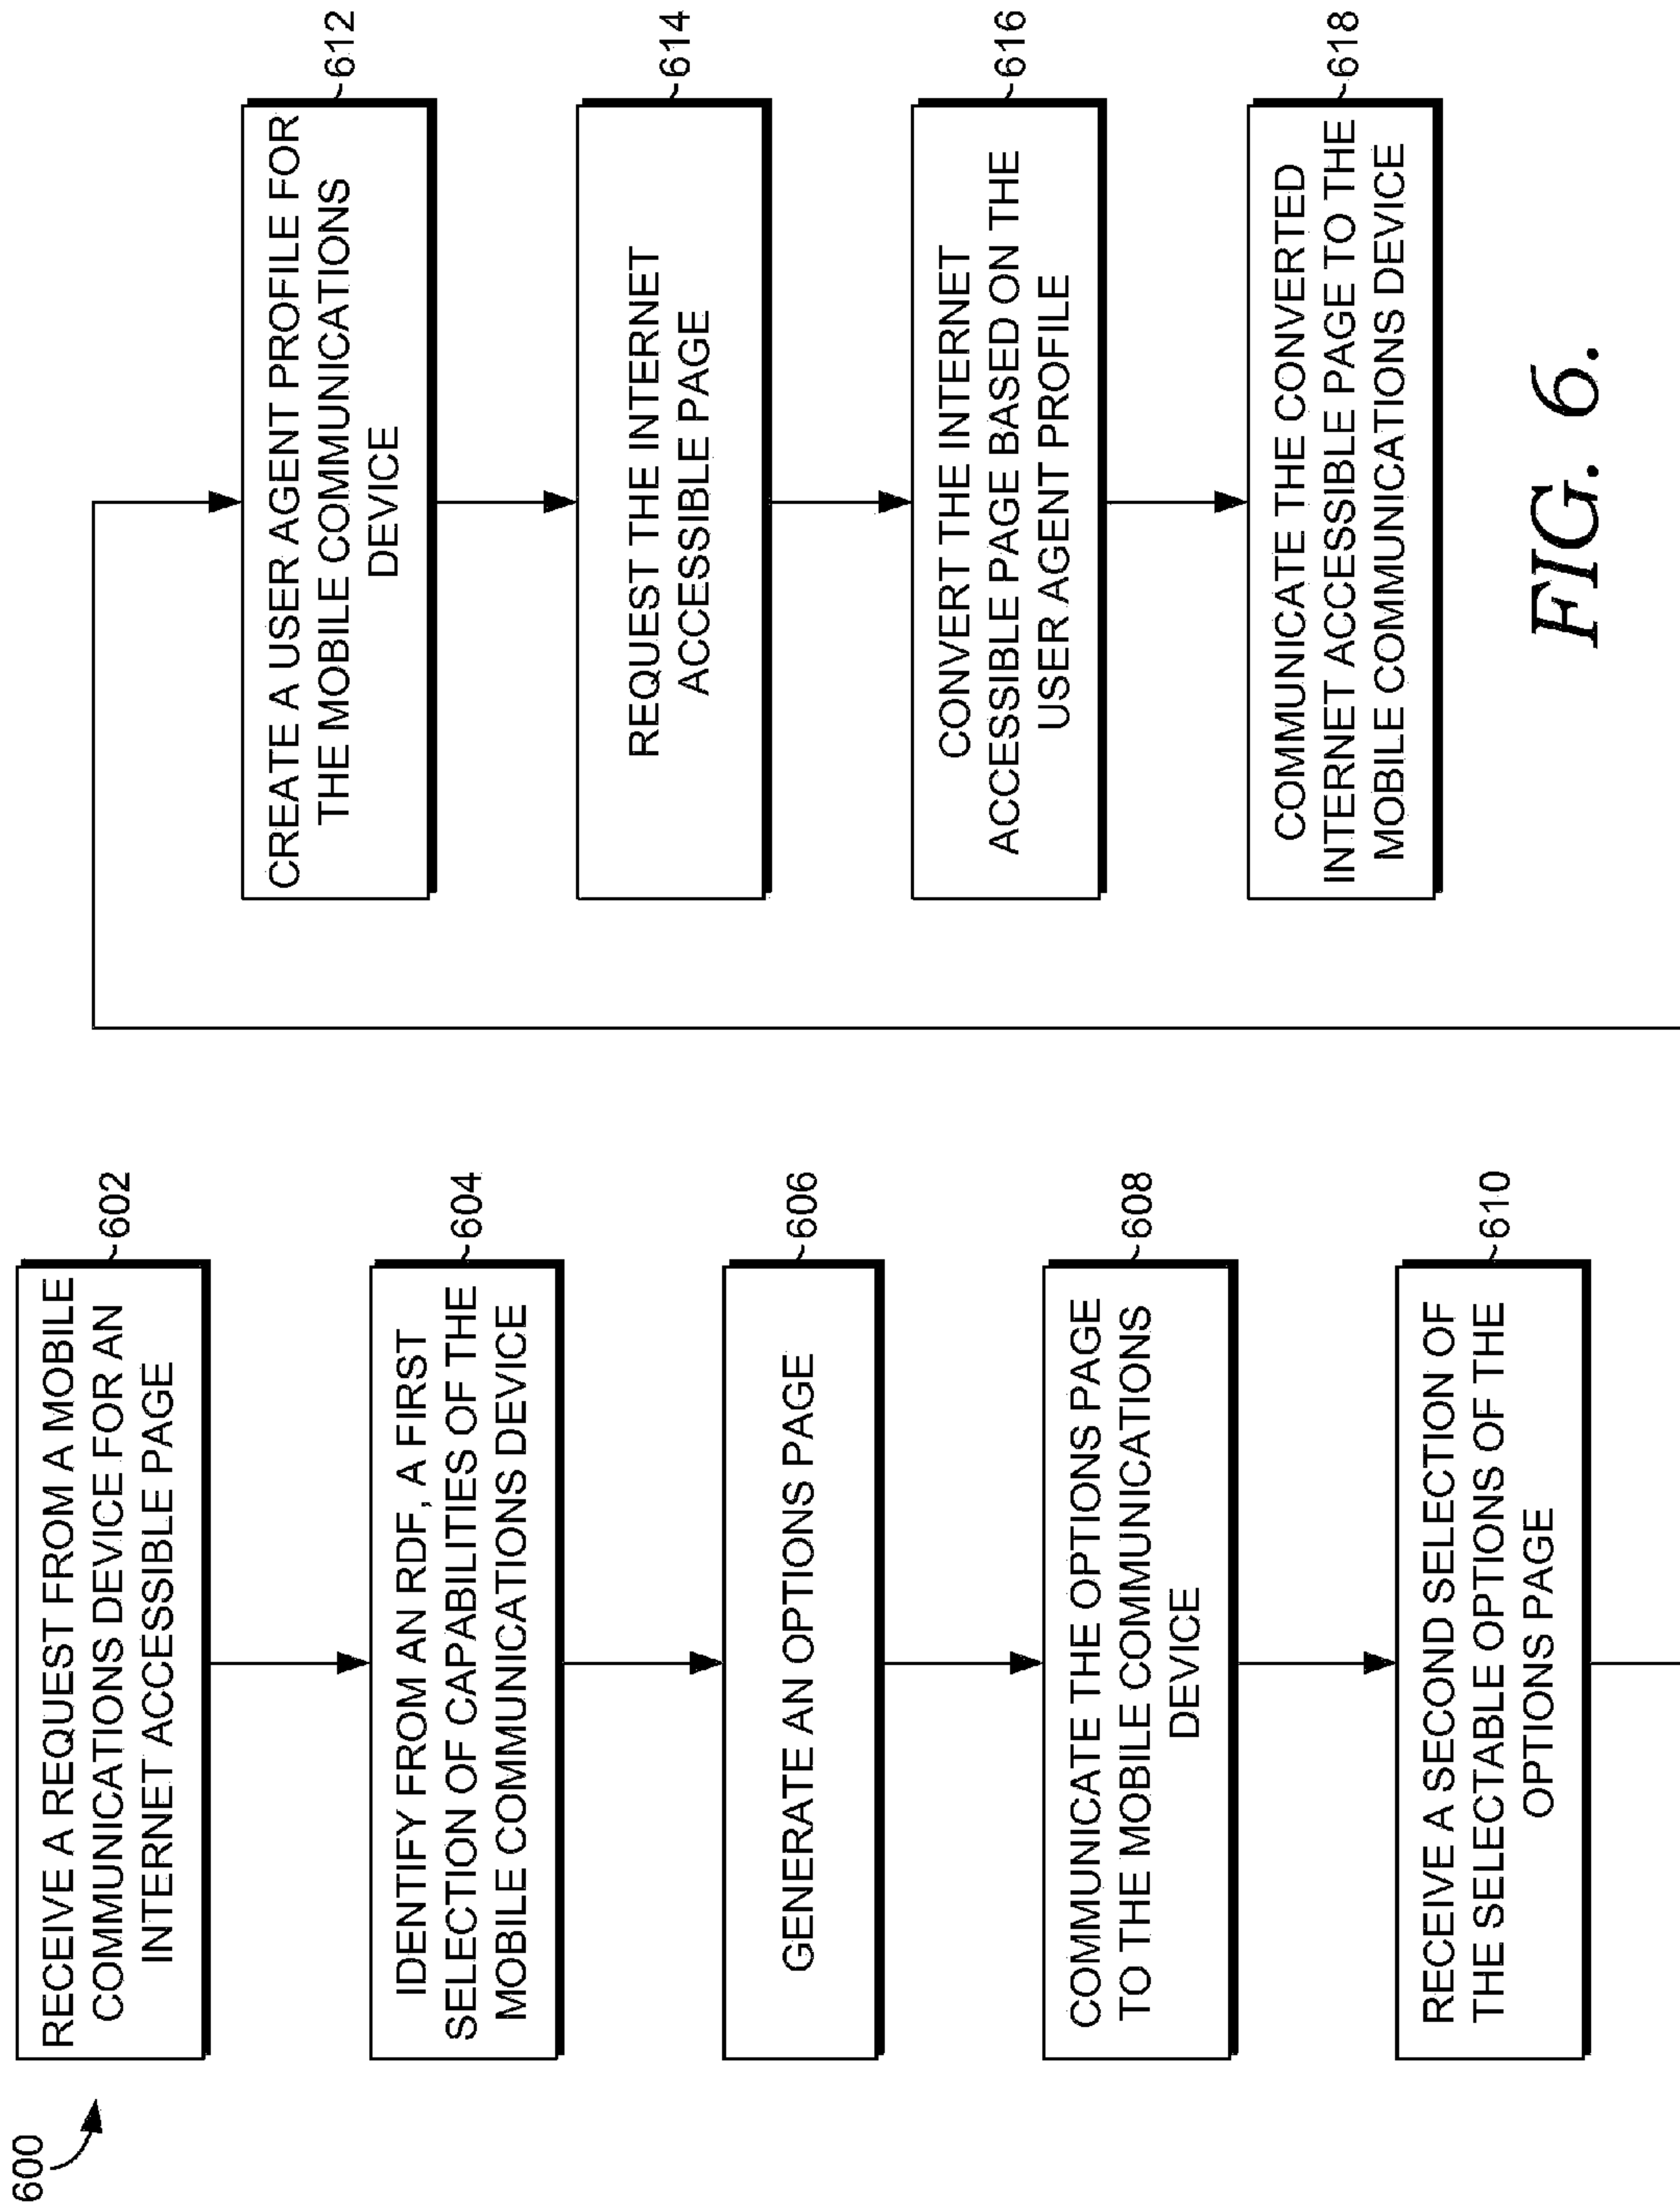 600
RECEIVE A REQUEST FROM A MOBILE
COMMUNICATIONS DEVICE FOR AN
INTERNET ACCESSIBLE PAGE
602
IDENTIFY FROM AN RDF, A FIRST
SELECTION OF CAPABILITIES OF THE
MOBILE COMMUNICATIONS DEVICE
604
GENERATE AN OPTIONS PAGE
606
COMMUNICATE THE OPTIONS PAGE
TO THE MOBILE COMMUNICATIONS
DEVICE
608
RECEIVE A SECOND SELECTION OF
THE SELECTABLE OPTIONS OF THE
OPTIONS PAGE
610
CREATE A USER AGENT PROFILE FOR
THE MOBILE COMMUNICATIONS
DEVICE
612
REQUEST THE INTERNET
ACCESSIBLE PAGE
614
CONVERT THE INTERNET
ACCESSIBLE PAGE BASED ON THE
USER AGENT PROFILE
616
COMMUNICATE THE CONVERTED
INTERNET ACCESSIBLE PAGE TO THE
MOBILE COMMUNICATIONS DEVICE
618
FIG. 6.